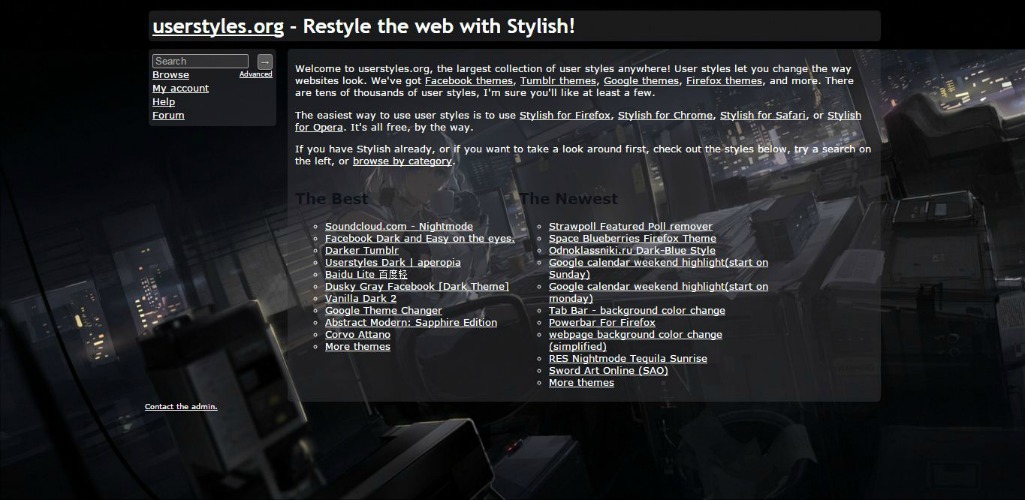 userstyles.org - Restyle the web with Stylish!
Search
→
Browse
Advanced
My account
Help
Forum
Welcome to userstyles.org, the largest collection of user styles anywhere! User styles let you change the way
websites look. We've got Facebook themes, Tumblr themes, Google themes, Firefox themes, and more. There
are tens of thousands of user styles, I'm sure you'll like at least a few.
The easiest way to use user styles is to use Stylish for Firefox, Stylish for Chrome, Stylish for Safari, or Stylish
for Opera. It's all free, by the way.
If you have Stylish already, or if you want to take a look around first, check out the styles below, try a search on
the left, or browse by category.
The Best
Soundcloud.com - Nightmode
Facebook Dark and Easy on the eyes.
Darker Tumblr
Userstyles Dark | aperopia
Baidu Lite 百度轻
Dusky Gray Facebook [Dark Theme]
Vanilla Dark 2
Google Theme Changer
Abstract Modern: Sapphire Edition
Corvo Attano
More themes
The Newest
Strawpoll Featured Poll remover
Space Blueberries Firefox Theme
Odnoklassniki.ru Dark-Blue Style
Google calendar weekend highlight(start on
Sunday)
Google calendar weekend highlight(start on
monday)
Tab Bar - background color change
Powerbar For Firefox
webpage background color change
(simplified)
RES Nightmode Tequila Sunrise
Sword Art Online (SAO)
More themes
Contact the admin.